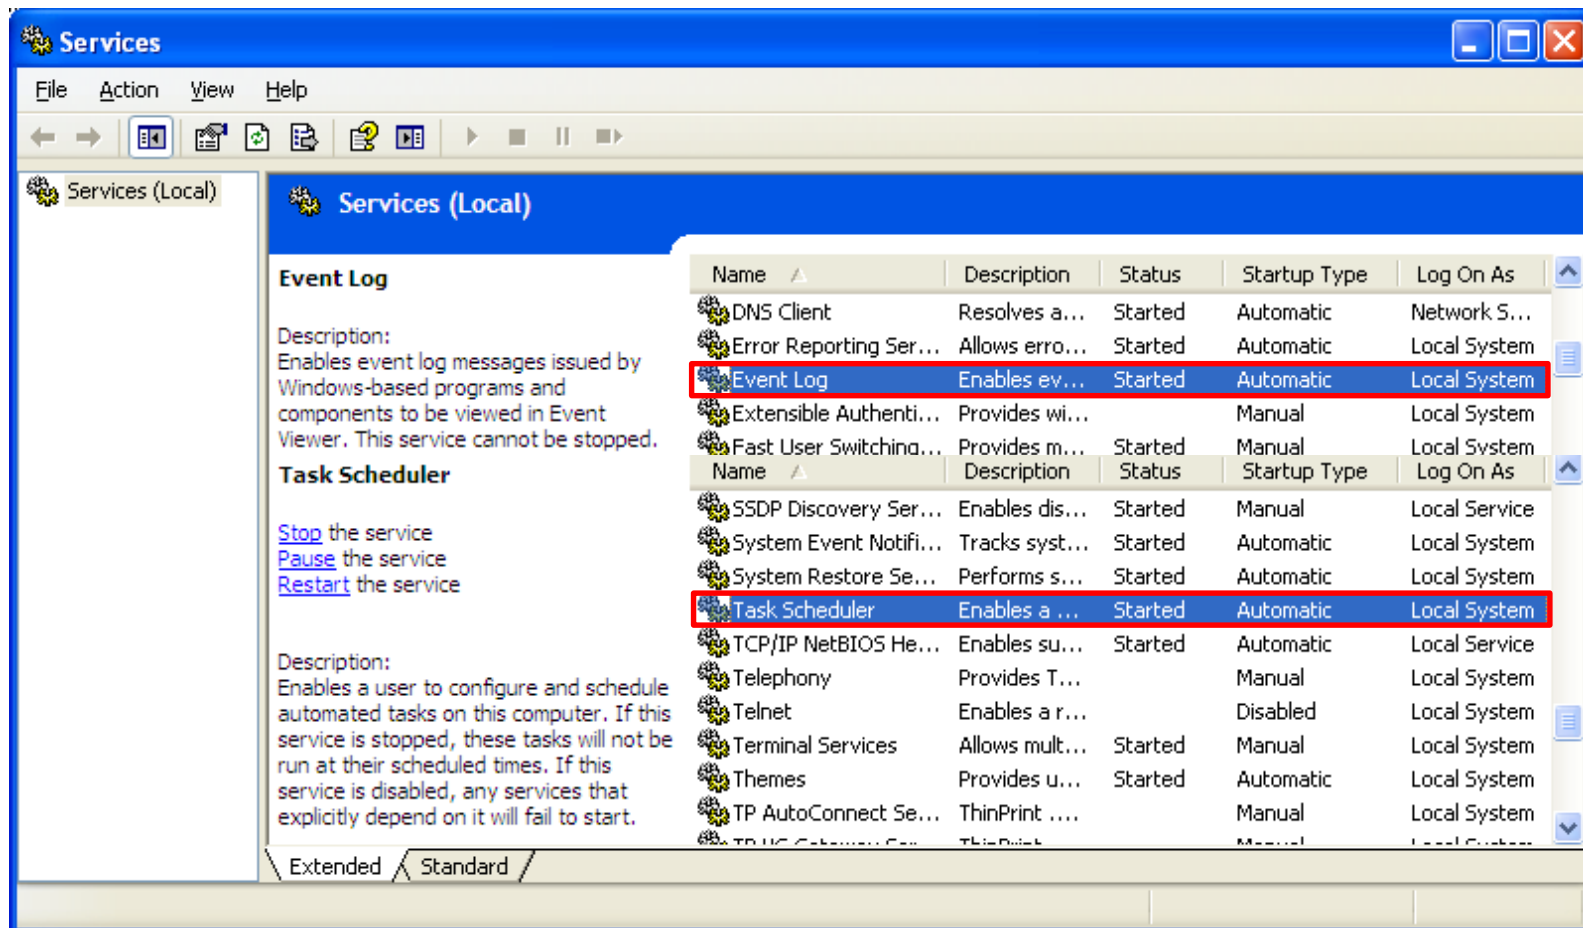 Services
File Action View Help
Services (Local)
Services (Local)
Event Log
Description:
Enables event log messages issued by
Windows-based programs and
components to be viewed in Event
Viewer. This service cannot be stopped.
Task Scheduler
Stop the service
Pause the service
Restart the service
Description:
Enables a user to configure and schedule
automated tasks on this computer. If this
service is stopped, these tasks will not be
run at their scheduled times. If this
service is disabled, any services that
explicitly depend on it will fail to start.
Name Description Status Startup Type Log On As
DNS Client Resolves a... Started Automatic Network S...
Error Reporting Ser... Allows erro... Started Automatic Local System
Event Log Enables ev... Started Automatic Local System
Extensible Authenti... Provides wi... Manual Local System
Fast User Switching... Provides m... Started Manual Local System
Name Description Status Startup Type Log On As
SSDP Discovery Ser... Enables dis... Started Manual Local Service
System Event Notifi... Tracks syst... Started Automatic Local System
System Restore Se... Performs s... Started Automatic Local System
Task Scheduler Enables a ... Started Automatic Local System
TCP/IP NetBIOS He... Enables su... Started Automatic Local Service
Telephony Provides T... Manual Local System
Telnet Enables a r... Disabled Local System
Terminal Services Allows mult... Started Manual Local System
Themes Provides u... Started Automatic Local System
TP AutoConnect Se... ThinPrint .... Manual Local System
Extended Standard